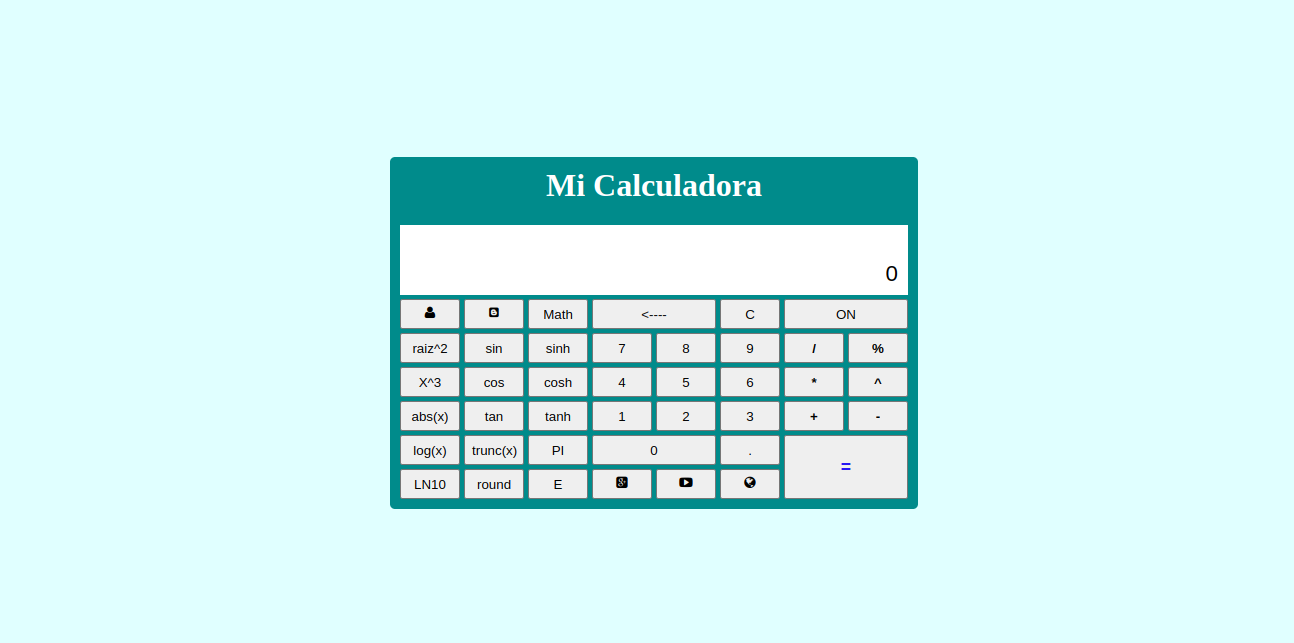 Mi Calculadora
0
Math <---- C ON
raiz^2 sin sinh 7 8 9 / %
X^3 cos cosh 4 5 6 * ^
abs(x) tan tanh 1 2 3 + -
log(x) trunc(x) PI 0 . =
LN10 round E